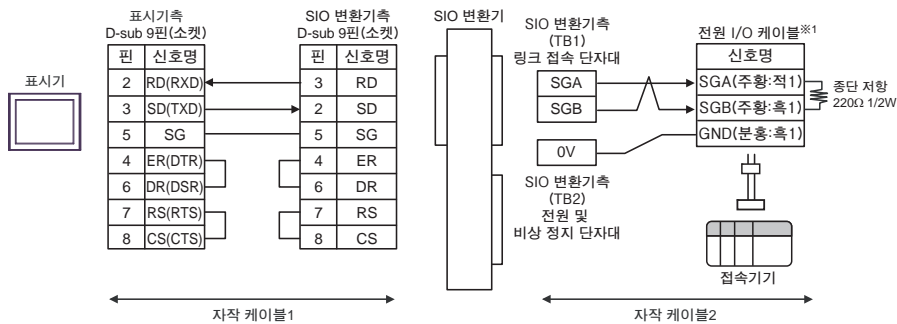 표시기
표시기측
D-sub 9핀(소켓)
핀 신호명
2 RD(RXD)
3 SD(TXD)
5 SG
4 ER(DTR)
6 DR(DSR)
7 RS(RTS)
8 CS(CTS)
SIO 변환기측
D-sub 9핀(소켓)
핀 신호명
3 RD
2 SD
5 SG
4 ER
6 DR
7 RS
8 CS
자작 케이블1
SIO 변환기
SIO 변환기측
(TB1)
링크 접속 단자대
SGA
SGB
0V
SIO 변환기측
(TB2)
전원 및
비상 정지 단자대
전원 I/O 케이블※1
신호명
SGA(주황:적1)
SGB(주황:흑1)
GND(분홍:흑1)
종단 저항
220Ω 1/2W
접속기기
자작 케이블2